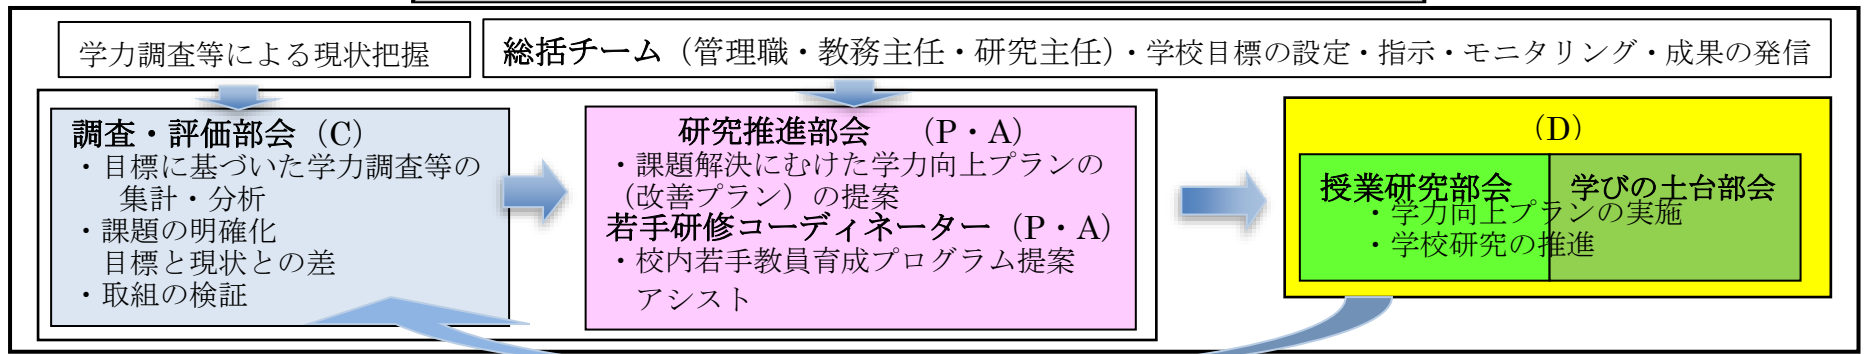 学力調査等による現状把握
総括チーム（管理職・教務主任・研究主任）・学校目標の設定・指示・モニタリング・成果の発信
調査・評価部会（C）
・目標に基づいた学力調査等の
集計・分析
・課題の明確化
目標と現状との差
・取組の検証
研究推進部会　（P・A）
・課題解決にむけた学力向上プランの
（改善プラン）の提案
若手研修コーディネーター（P・A）
・校内若手教員育成プログラム提案
アシスト
（D）
授業研究部会
学びの土台部会
・学力向上プランの実施
・学校研究の推進